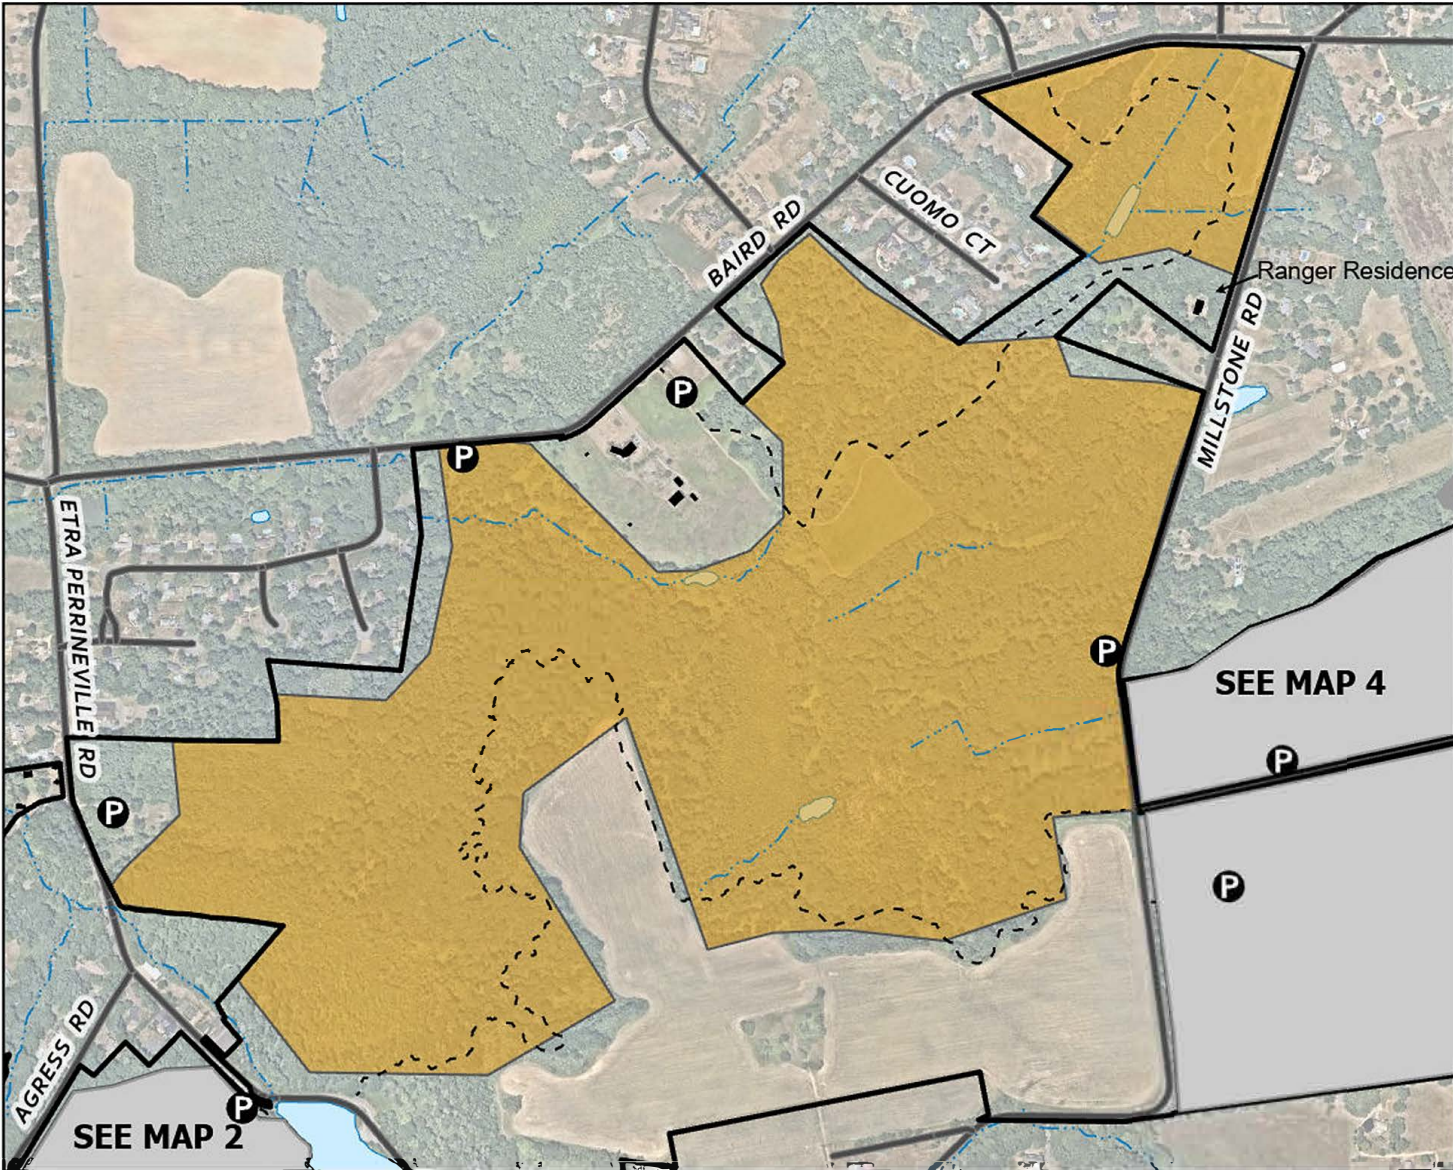 CUOMO CT
BAIRD RD
Ranger Residence
MILLSTONE RD
P
P
ETRA PERRINEVILLE RD
P
SEE MAP 4
P
P
P
AGRESS RD
P
SEE MAP 2